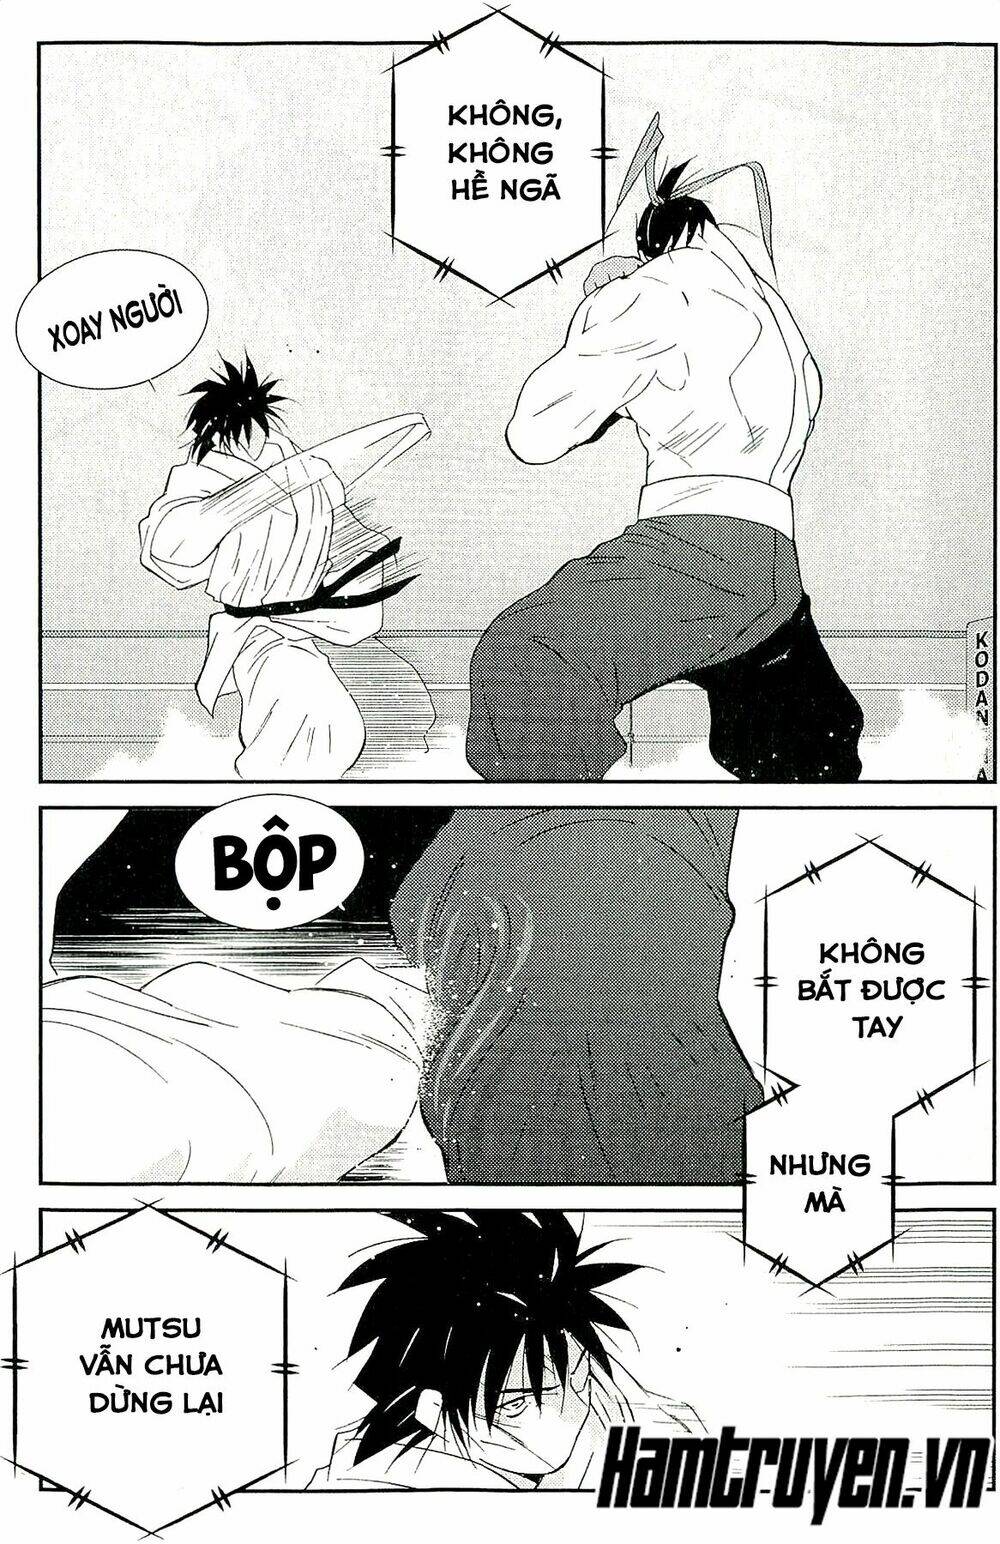 KHÔNG,
KHÔNG
HỀ NGÃ
XOAY NGƯỜI
KODAN
A
BỘP
KHÔNG
BẮT ĐƯỢC
TAY
NHƯNG
MÀ
MUTSU
VẪN CHƯA
DỪNG LẠI
Hamtruyen.vn